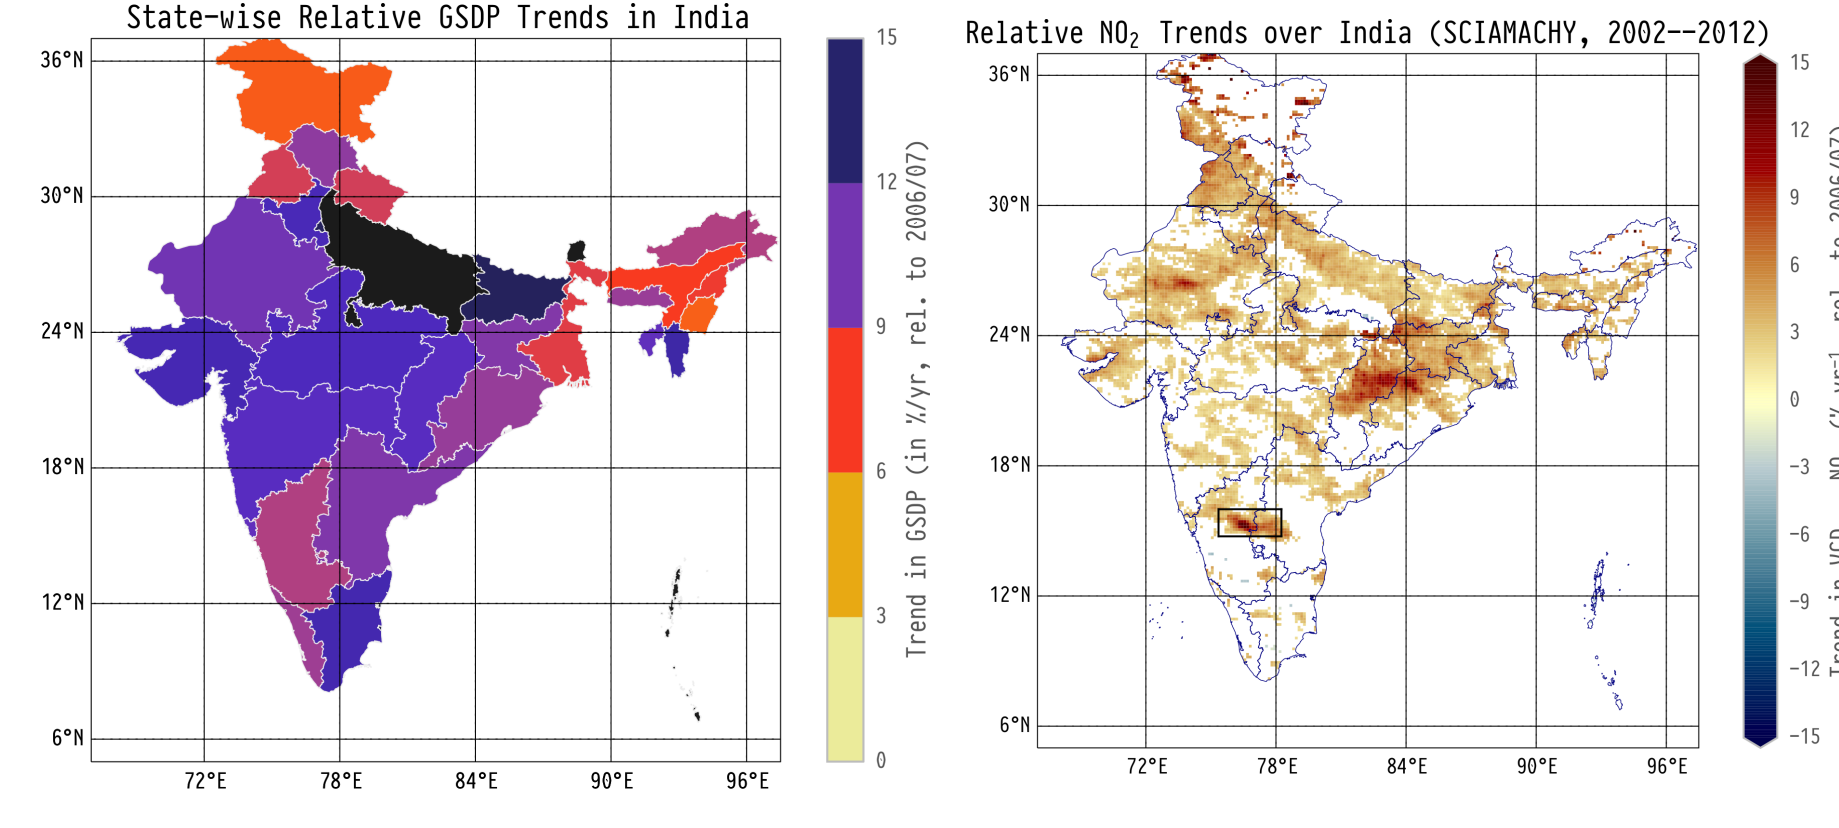 State-wise Relative GSDP Trends in India
36°N
30°N
24°N
18°N
12°N
6°N
72°E
78°E
84°E
90°E
96°E
15
12
9
6
3
0
Trend in GSDP (in %/yr, rel. to 2006/07)
Relative NO₂ Trends over India (SCIAMACHY, 2002--2012)
36°N
30°N
24°N
18°N
12°N
6°N
72°E
78°E
84°E
90°E
96°E
15
12
9
6
3
0
−3
−6
−9
−12
−15